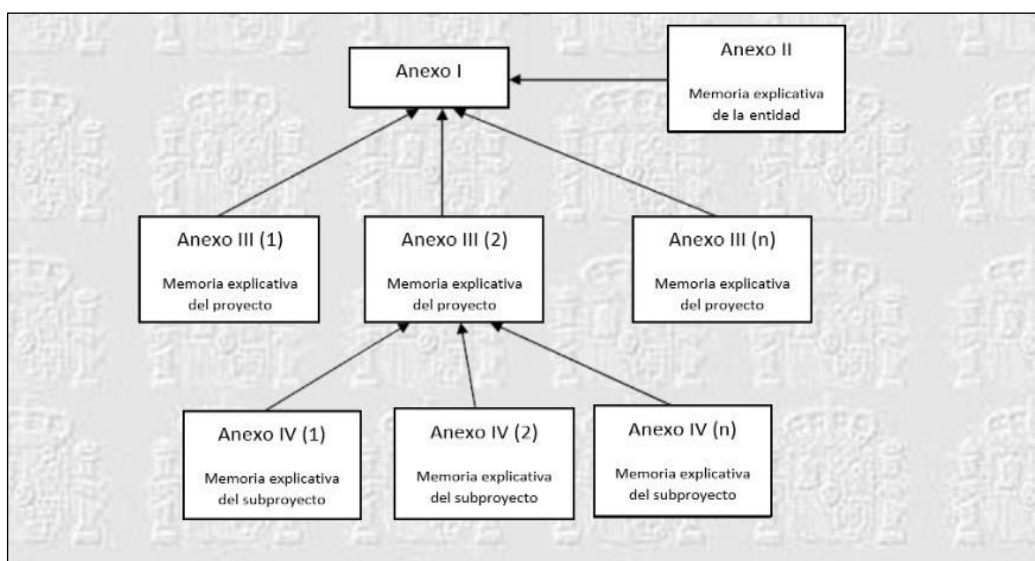 Anexo I
Anexo II
Memoria explicativa
de la entidad
Anexo III (1)
Memoria explicativa
del proyecto
Anexo III (2)
Memoria explicativa
del proyecto
Anexo III (n)
Memoria explicativa
del proyecto
Anexo IV (1)
Memoria explicativa
del subproyecto
Anexo IV (2)
Memoria explicativa
del subproyecto
Anexo IV (n)
Memoria explicativa
del subproyecto